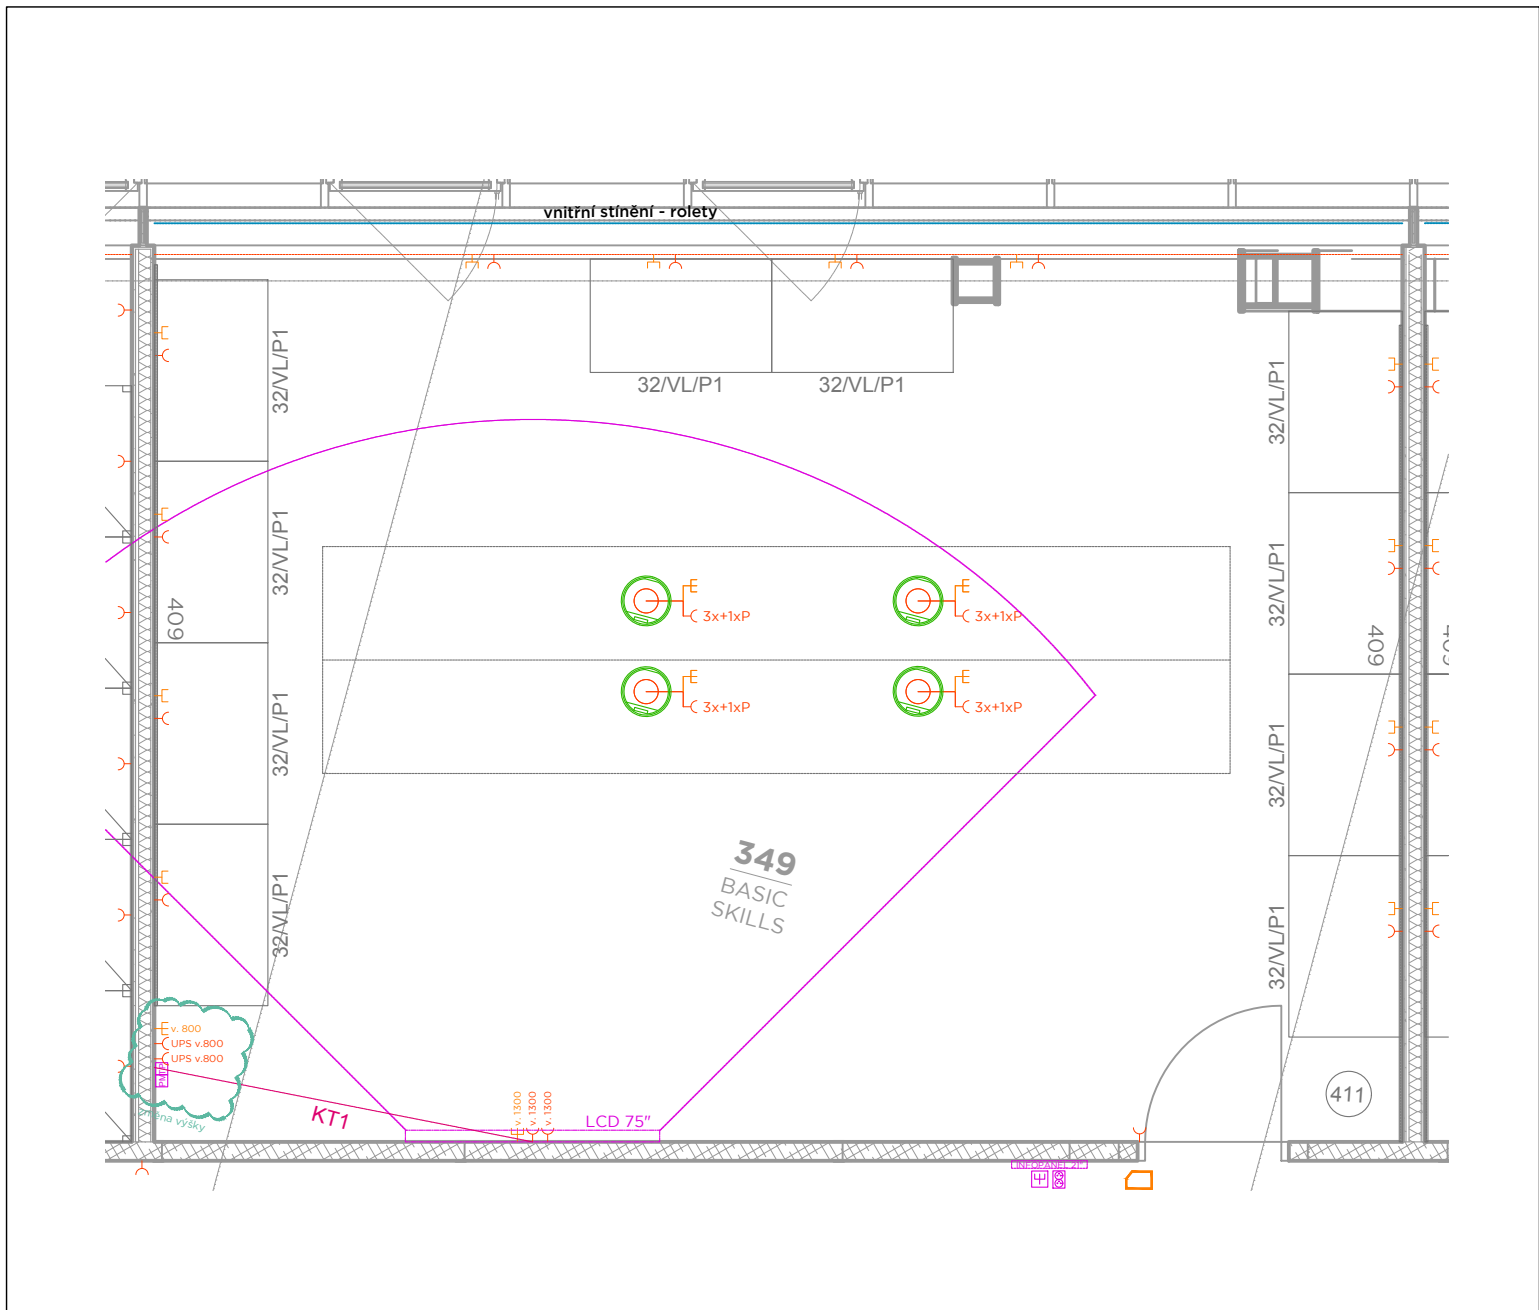 vnitřní stínění - rolety
32/VL/P1
32/VL/P1
32/VL/P1
32/VL/P1
32/VL/P1
32/VL/P1
32/VL/P1
32/VL/P1
32/VL/P1
32/VL/P1
409
409
409
3x+1xP
3x+1xP
3x+1xP
3x+1xP
349
BASIC
SKILLS
v. 800
UPS v.800
UPS v.800
výšky
KT1
v. 1300
v. 1300
v. 1300
LCD 75"
411
INFOPANEL 21"